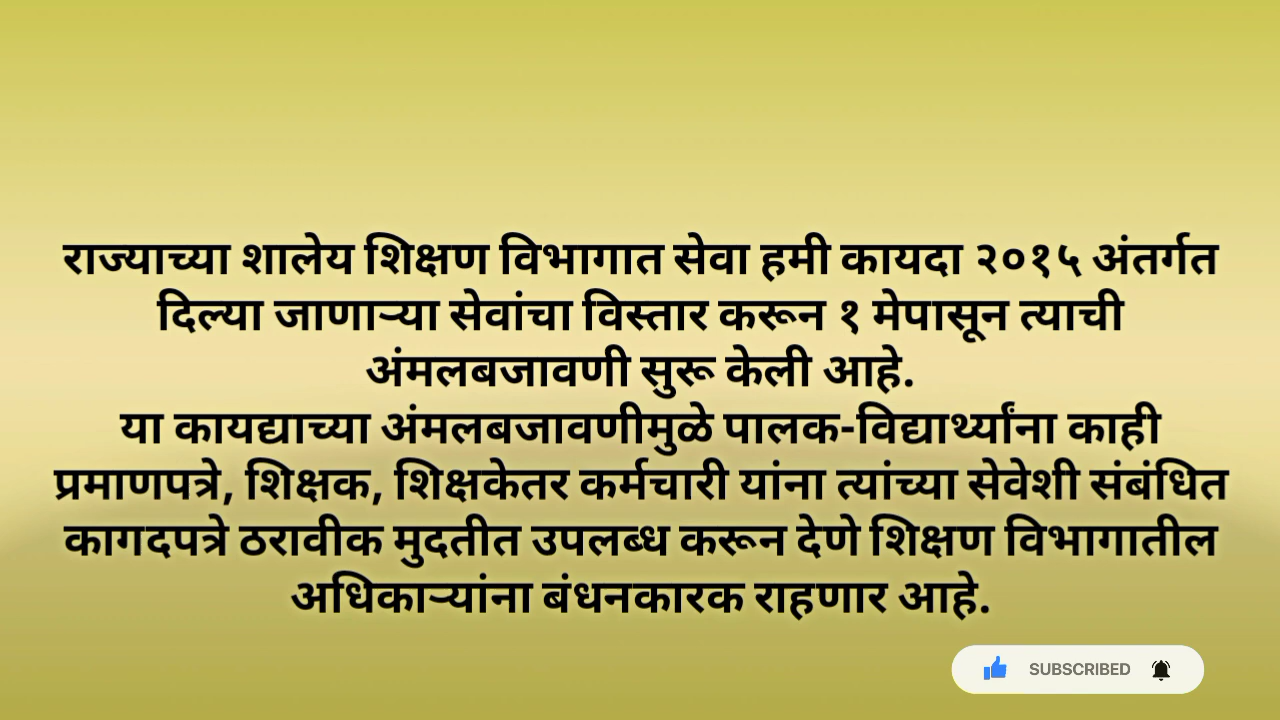 राज्याच्या शालेय शिक्षण विभागात सेवा हमी कायदा २०१५ अंतर्गत
दिल्या जाणाऱ्या सेवांचा विस्तार करून १ मेपासून त्याची
अंमलबजावणी सुरू केली आहे.
या कायद्याच्या अंमलबजावणीमुळे पालक-विद्यार्थ्यांना काही
प्रमाणपत्रे, शिक्षक, शिक्षकेतर कर्मचारी यांना त्यांच्या सेवेशी संबंधित
कागदपत्रे ठरावीक मुदतीत उपलब्ध करून देणे शिक्षण विभागातील
अधिकाऱ्यांना बंधनकारक राहणार आहे.
SUBSCRIBED